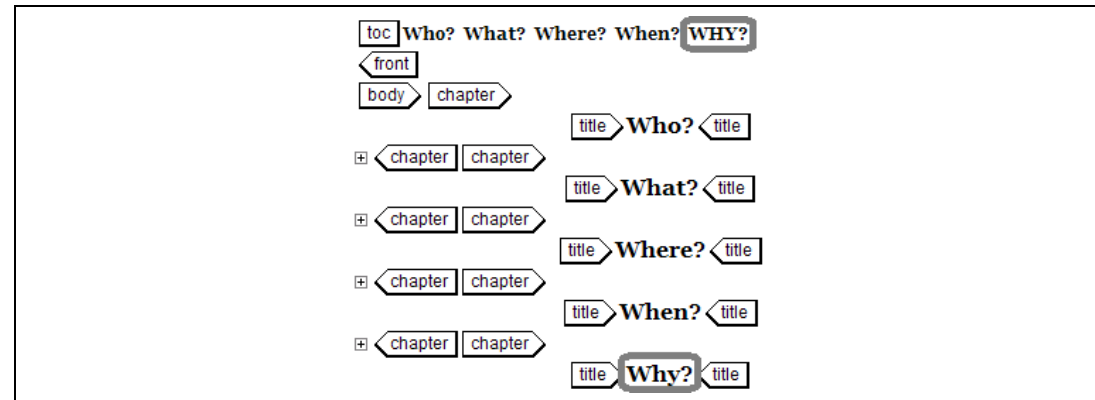 toc Who? What? Where? When? WHY?
front
body chapter
title Who? title
chapter chapter
title What? title
chapter chapter
title Where? title
chapter chapter
title When? title
chapter chapter
title Why? title